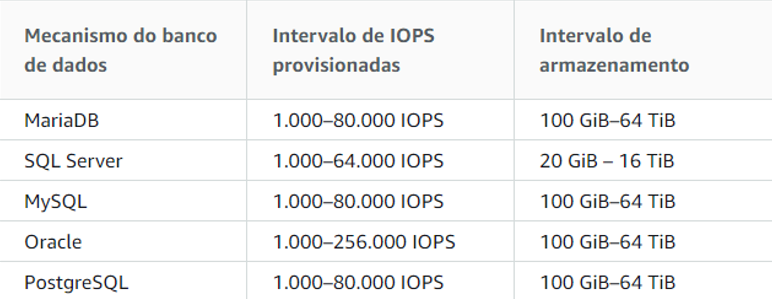 Mecanismo do banco de dados Intervalo de IOPS provisionadas Intervalo de armazenamento
MariaDB 1.000–80.000 IOPS 100 GiB–64 TiB
SQL Server 1.000–64.000 IOPS 20 GiB – 16 TiB
MySQL 1.000–80.000 IOPS 100 GiB–64 TiB
Oracle 1.000–256.000 IOPS 100 GiB–64 TiB
PostgreSQL 1.000–80.000 IOPS 100 GiB–64 TiB